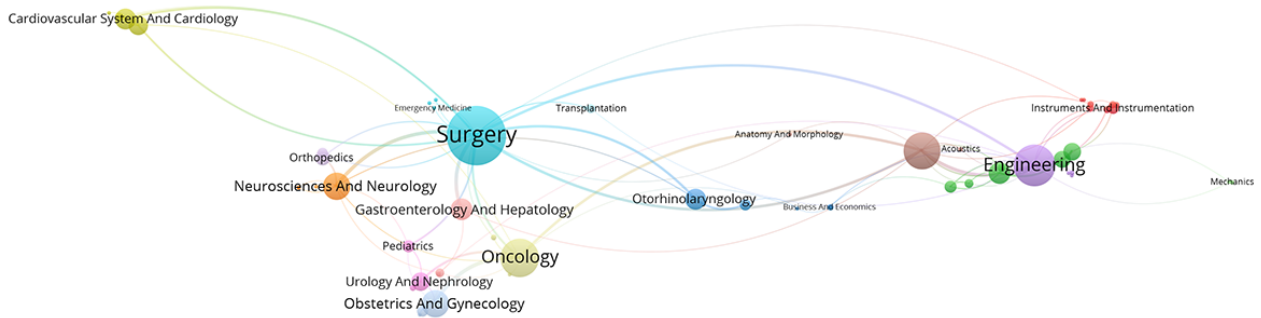 Cardiovascular System And Cardiology
Emergency Medicine
Transplantation
Instruments And Instrumentation
Surgery
Anatomy And Morphology
Acoustics
Orthopedics
Engineering
Neurosciences And Neurology
Mechanics
Otorhinolaryngology
Business And Economics
Gastroenterology And Hepatology
Pediatrics
Oncology
Urology And Nephrology
Obstetrics And Gynecology